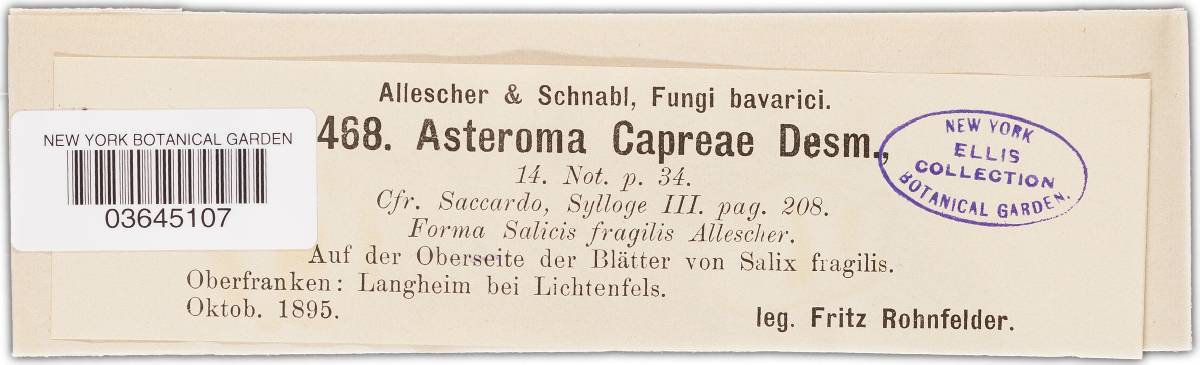 Allescher & Schnabl, Fungi bavarici.
468. Asteroma Capreae Desm.,
14. Not. p. 34.
Cfr. Saccardo, Sylloge III. pag. 208.
Forma Salicis fragilis Allescher.
Auf der Oberseite der Blätter von Salix fragilis.
Oberfranken: Langheim bei Lichtenfels.
Oktob. 1895.
leg. Fritz Rohnfelder.
NEW YORK BOTANICAL GARDEN
03645107
NEW YORK
ELLIS
COLLECTION
BOTANICAL GARDEN.